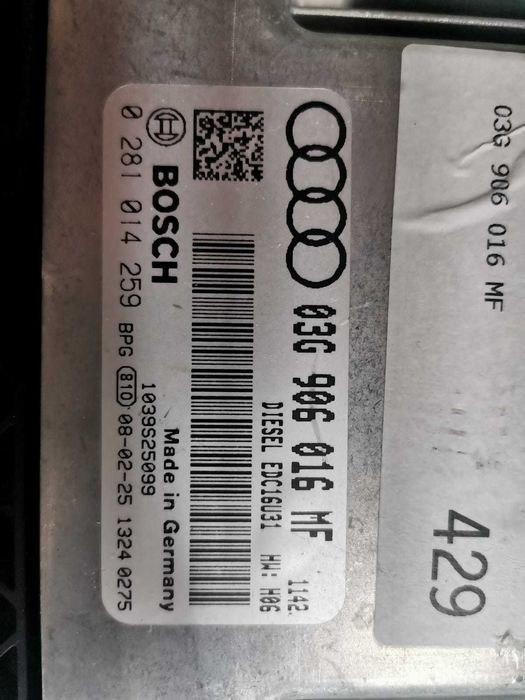 03G 906 016 MF
429
03G 906 016 MF
1142
DIESEL EDC16U31 HW: H06
BOSCH
Made in Germany
1039S25099
0 281 014 259 BPG 81D 08-02-25 1324 0275